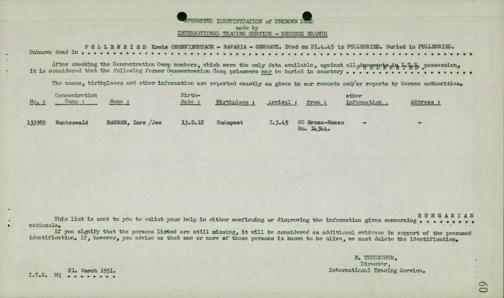 ATTEMPTED IDENTIFICATION OF UNKNOWN DEAD
made by
INTERNATIONAL TRACING SERVICE - RECORDS BRANCH
PULLENRIED Kreis OBERVIECHTACH - BAVARIA - GERMANY. Died on 21.4.45 in PULLENRIED. Buried in PULLENRIED.
Unknown dead in
After checking the Concentration Camp numbers, which were the only data available, against all documents in I.T.S. possession,
it is considered that the following former Concentration Camp prisoners may be buried in cemetery PULLENRIED
The names, birthplaces and other information are reported exactly as given in our records and/or reports by German authorities.
No.: Concentration Camp : Name : Birth-date : Birthplace : Arrival : from : other information : Address :
133985 Buchenwald Imre /Jew 13.8.12 Budapest 7.3.45 CC Gross-Rosen - -
No. 14344.
This list is sent to you to enlist your help in either confirming or disproving the information given concerning HUNGARIAN
nationals.
If you signify that the persons listed are still missing, it will be considered as additional evidence in support of the presumed
identification. If, however, you advise us that one or more of these persons is known to be alive, we must delete the identification.
Director,
International Tracing Service.
I.T.S. HQ 21. March 1951.
60